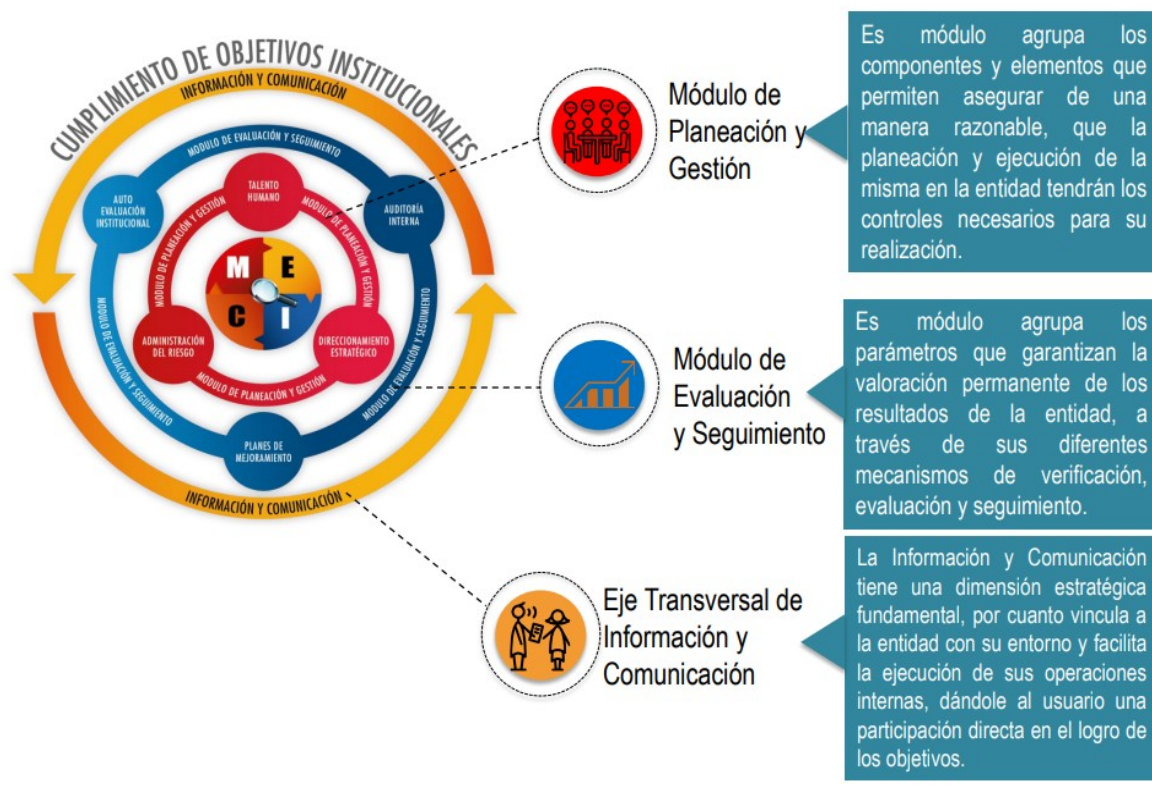 CUMPLIMIENTO DE OBJETIVOS INSTITUCIONALES
INFORMACIÓN Y COMUNICACIÓN
MODULO DE EVALUACIÓN Y SEGUIMIENTO
AUTO
EVALUACIÓN
INSTITUCIONAL
TALENTO
HUMANO
AUDITORÍA
INTERNA
MODULO DE PLANEACIÓN Y GESTIÓN
MODULO DE PLANEACIÓN Y GESTIÓN
M E
C I
ADMINISTRACIÓN
DEL RIESGO
DIRECCIONAMIENTO
ESTRATÉGICO
MODULO DE PLANEACIÓN Y GESTIÓN
MODULO DE EVALUACIÓN Y SEGUIMIENTO
MODULO DE EVALUACIÓN Y SEGUIMIENTO
PLANES DE
MEJORAMIENTO
INFORMACIÓN Y COMUNICACIÓN
Módulo de
Planeación y
Gestión
Es módulo agrupa los
componentes y elementos que
permiten asegurar de una
manera razonable, que la
planeación y ejecución de la
misma en la entidad tendrán los
controles necesarios para su
realización.
Módulo de
Evaluación
y Seguimiento
Es módulo agrupa los
parámetros que garantizan la
valoración permanente de los
resultados de la entidad, a
través de sus diferentes
mecanismos de verificación,
evaluación y seguimiento.
Eje Transversal de
Información y
Comunicación
La Información y Comunicación
tiene una dimensión estratégica
fundamental, por cuanto vincula a
la entidad con su entorno y facilita
la ejecución de sus operaciones
internas, dándole al usuario una
participación directa en el logro de
los objetivos.